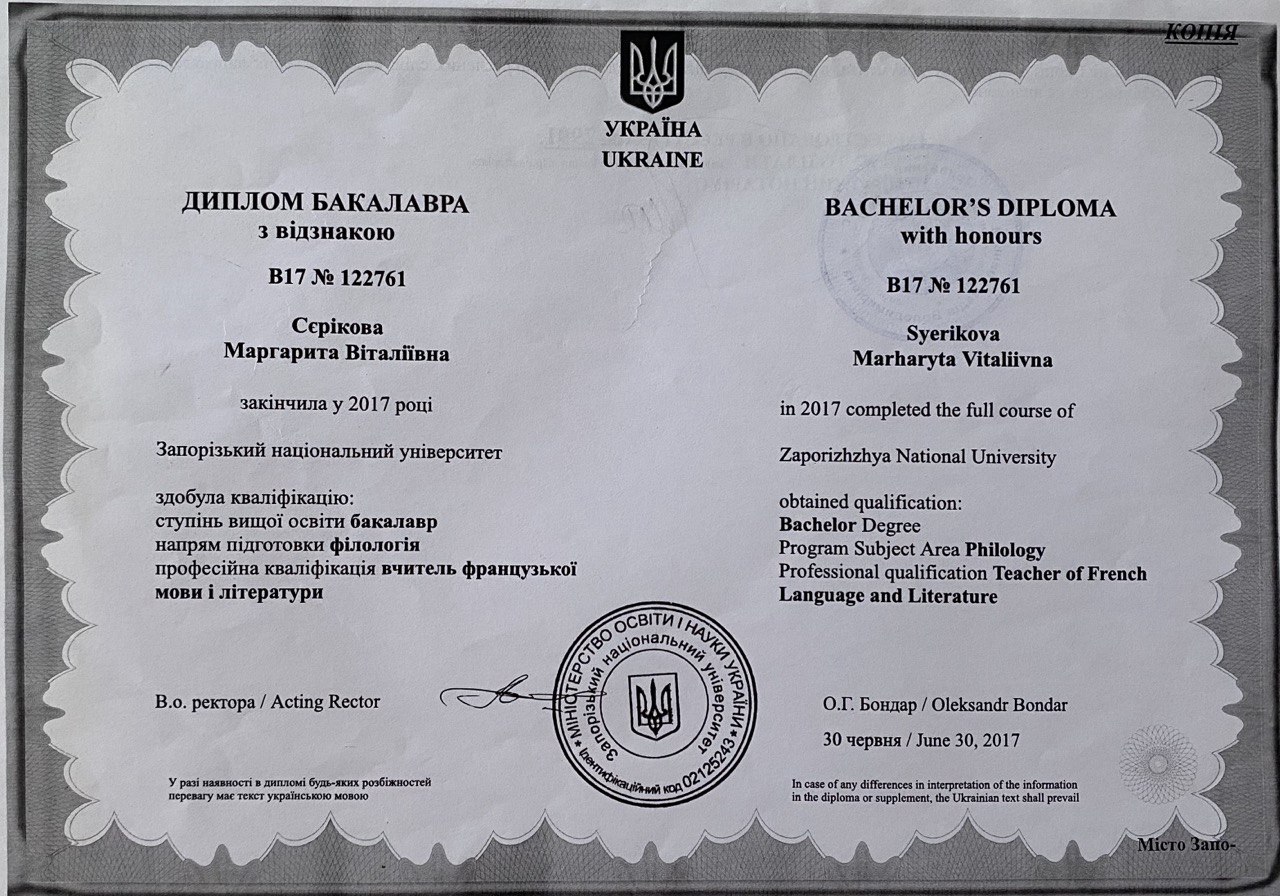 КОПІЯ
УКРАЇНА
UKRAINE
ДИПЛОМ БАКАЛАВРА
з відзнакою
В17 № 122761
Сєрікова
Маргарита Віталіївна
закінчила у 2017 році
Запорізький національний університет
здобула кваліфікацію:
ступінь вищої освіти бакалавр
напрям підготовки філологія
професійна кваліфікація вчитель французької
мови і літератури
BACHELOR'S DIPLOMA
with honours
B17 № 122761
Syerikova
Marharyta Vitaliivna
in 2017 completed the full course of
Zaporizhzhya National University
obtained qualification:
Bachelor Degree
Program Subject Area Philology
Professional qualification Teacher of French
Language and Literature
В.о. ректора / Acting Rector
МІНІСТЕРСТВО ОСВІТИ І НАУКИ УКРАЇНИ
Запорізький національний університет
Ідентифікаційний код 02125243
О.Г. Бондар / Oleksandr Bondar
30 червня / June 30, 2017
У разі наявності в дипломі будь-яких розбіжностей
перевагу має текст українською мовою
In case of any differences in interpretation of the information
in the diploma or supplement, the Ukrainian text shall prevail
Місто Запо-